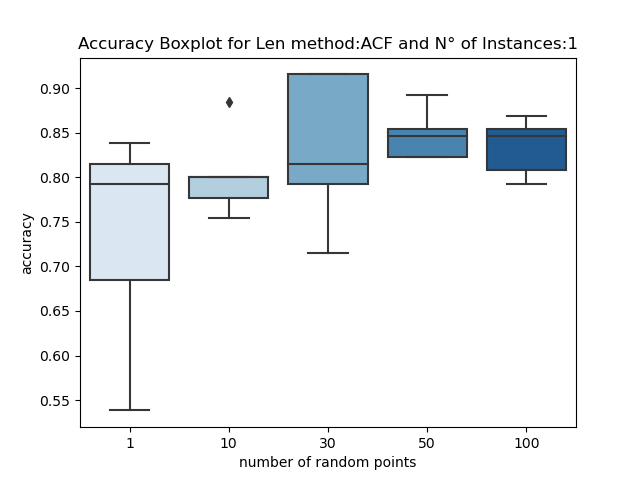 Accuracy Boxplot for Len method:ACF and N° of Instances:1
0.90
0.85
0.80
0.75
0.70
0.65
0.60
0.55
accuracy
1 10 30 50 100
number of random points